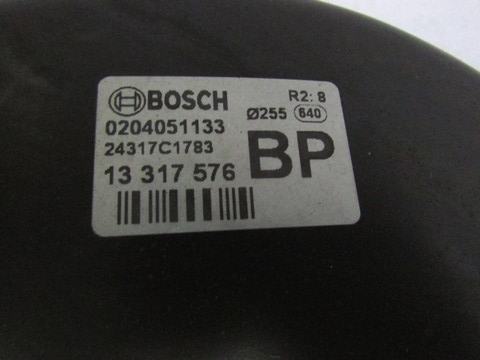 BOSCH R2: 8
0204051133 Ø255 640
24317C1783
13 317 576 BP